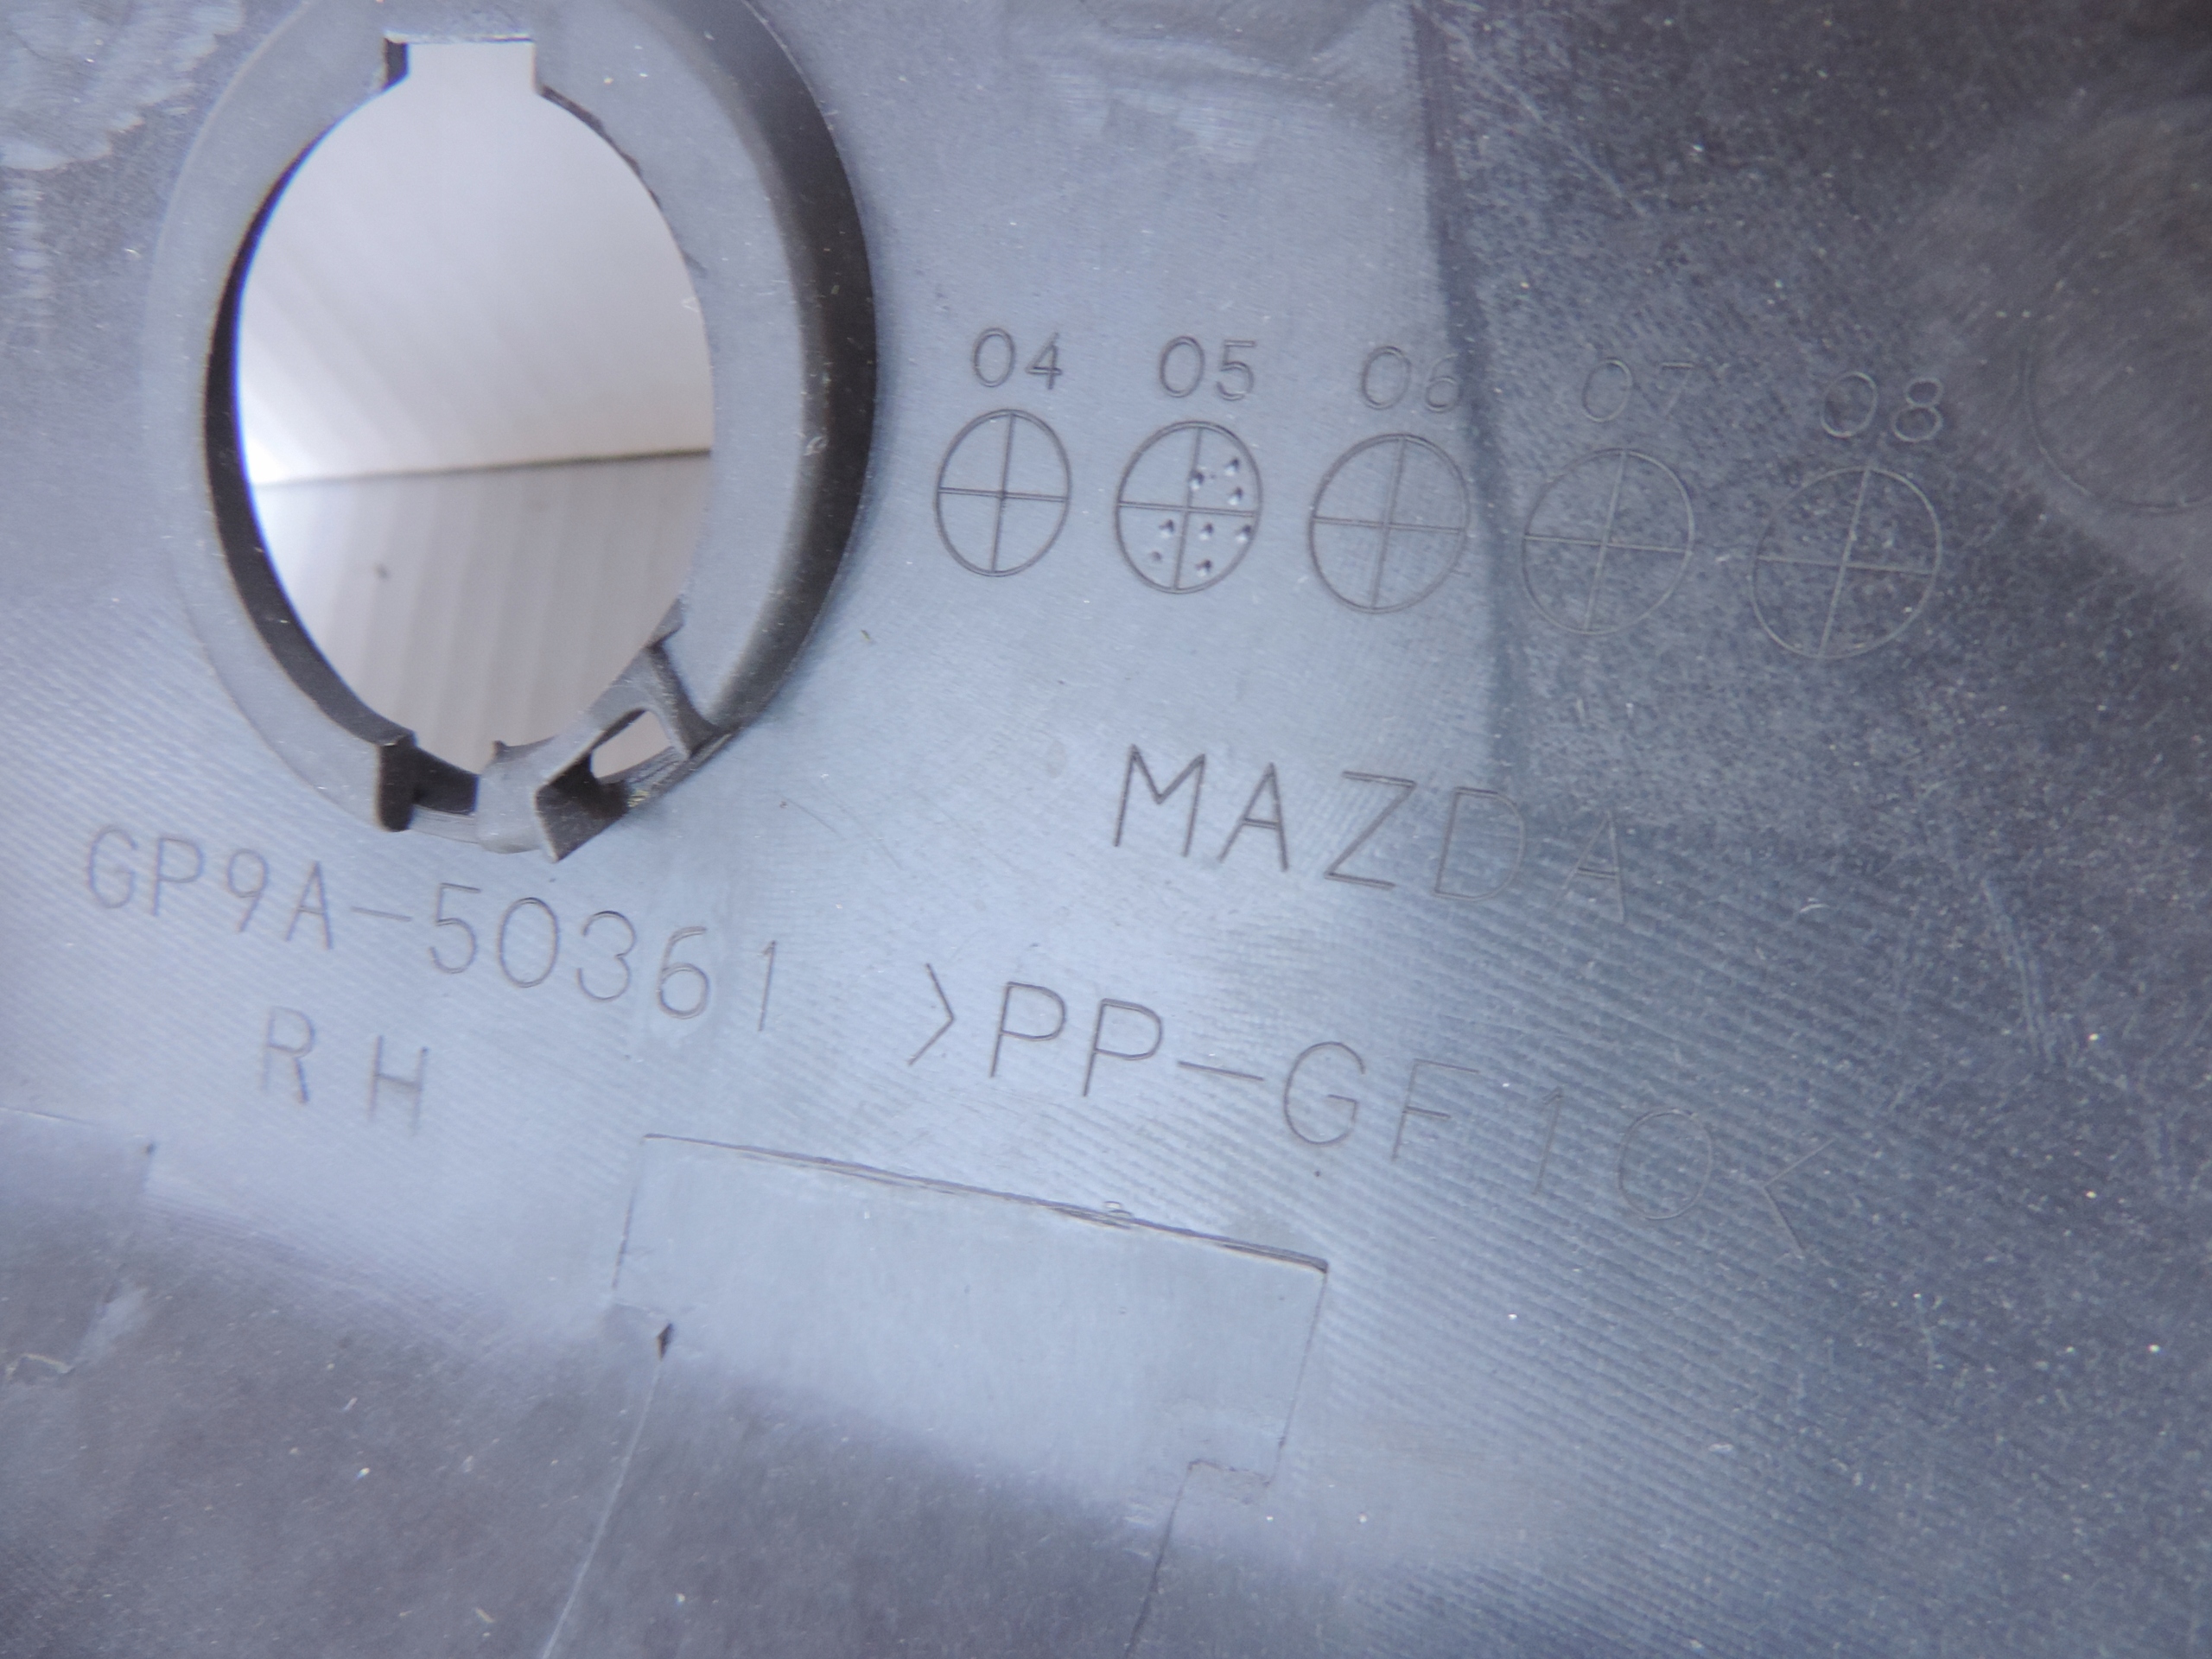 04 05 06 07 08
MAZDA
GP9A-50361
RH
>PP-GF10<